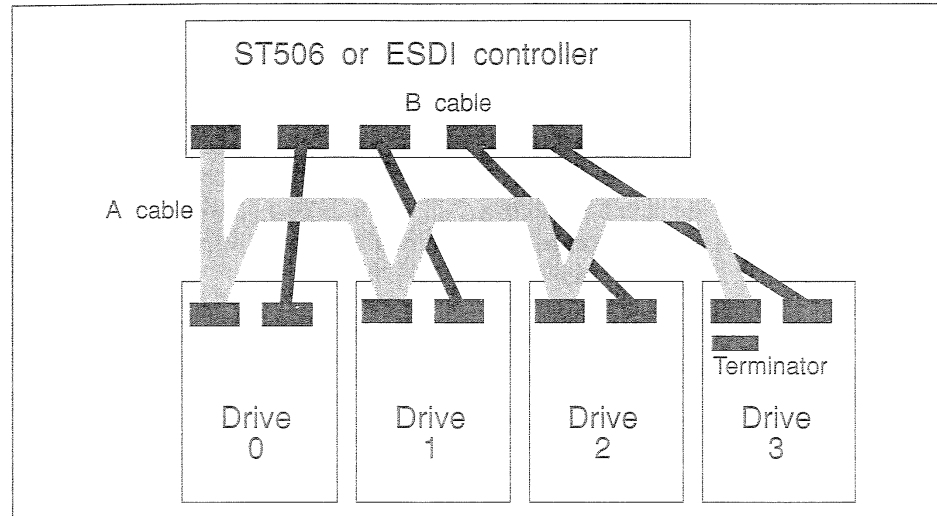 ST506 or ESDI controller
B cable
A cable
Terminator
Drive
0
Drive
1
Drive
2
Drive
3